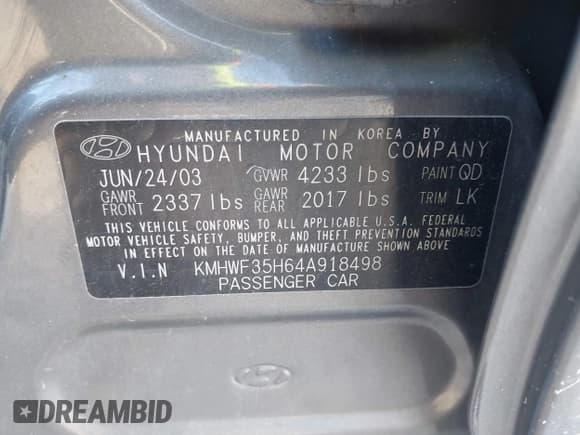 MANUFACTURED IN KOREA BY
HYUNDAI MOTOR COMPANY
JUN/24/03 GVWR 4233 lbs PAINT QD
GAWR FRONT 2337 lbs GAWR REAR 2017 lbs TRIM LK
THIS VEHICLE CONFORMS TO ALL APPLICABLE U.S.A. FEDERAL
MOTOR VEHICLE SAFETY, BUMPER, AND THEFT PREVENTION STANDARDS
IN EFFECT ON THE DATE OF MANUFACTURE SHOWN ABOVE.
V.I.N KMHWF35H64A918498
PASSENGER CAR
DREAMBID